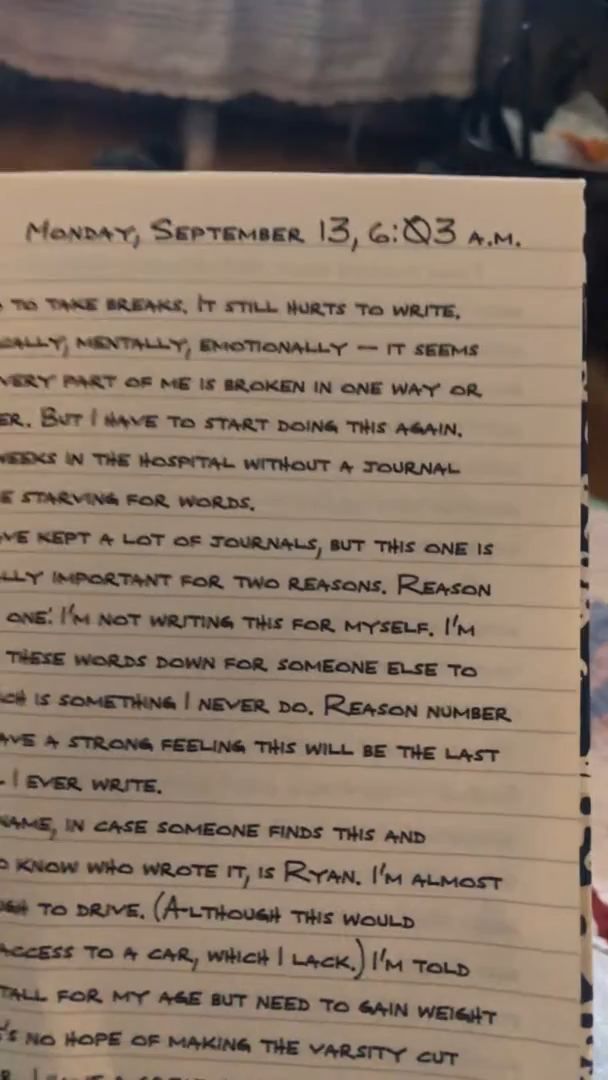 Monday, September 13, 6:03 a.m.
to take breaks. It still hurts to write.
mentally, emotionally — it seems
part of me is broken in one way or
But I have to start doing this again.
weeks in the hospital without a journal
starving for words.
kept a lot of journals, but this one is
important for two reasons. Reason
one: I'm not writing this for myself. I'm
these words down for someone else to
is something I never do. Reason number
a strong feeling this will be the last
I ever write.
name, in case someone finds this and
know who wrote it, is Ryan. I'm almost
to drive. (Although this would
access to a car, which I lack.) I'm told
tall for my age but need to gain weight
no hope of making the varsity cut